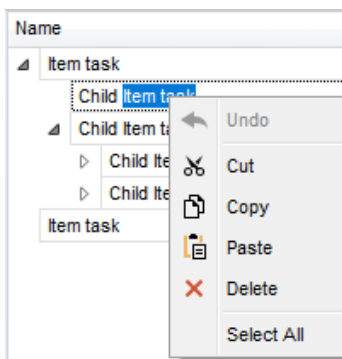 Name
Item task
Child Item task
Child Item
Undo
Child Ite
Cut
Child Ite
Copy
Item task
Paste
Delete
Select All